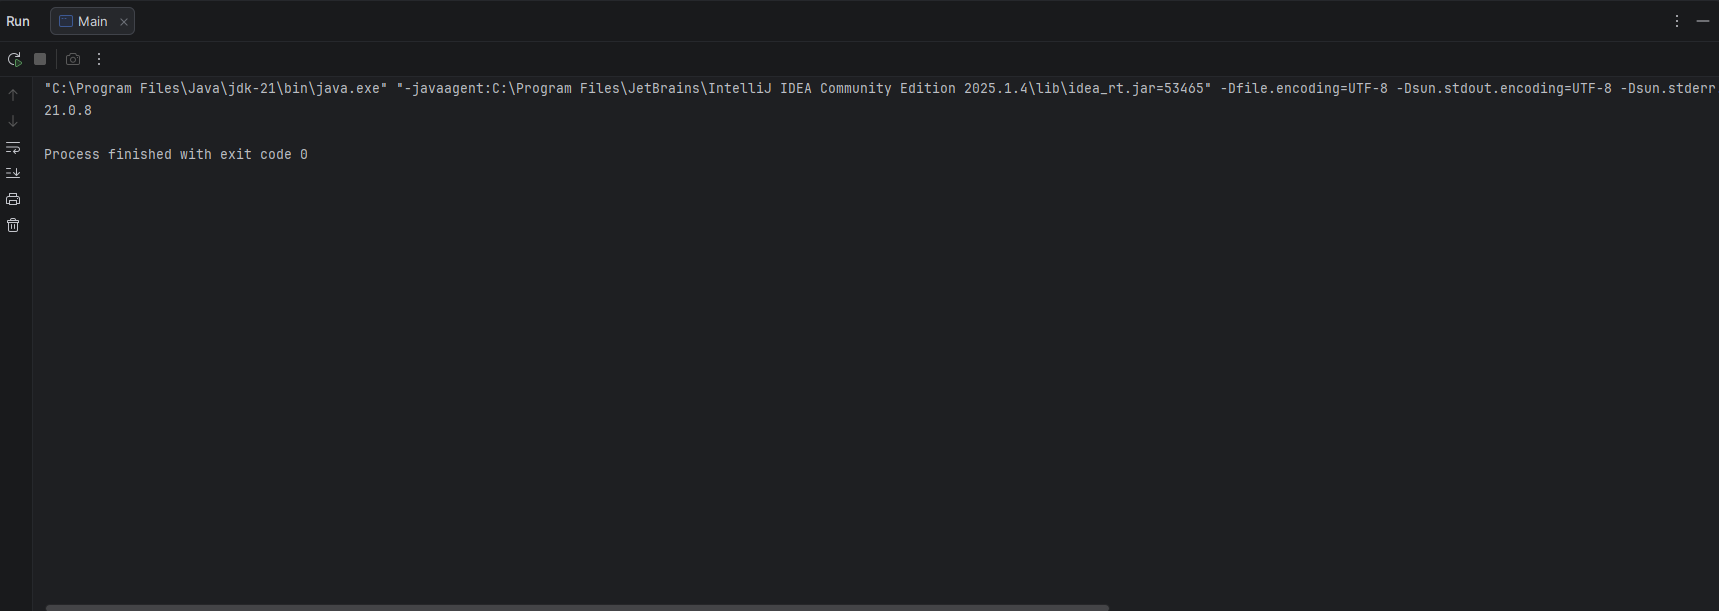 Run
Main
"C:\Program Files\Java\jdk-21\bin\java.exe" "-javaagent:C:\Program Files\JetBrains\IntelliJ IDEA Community Edition 2025.1.4\lib\idea_rt.jar=53465" -Dfile.encoding=UTF-8 -Dsun.stdout.encoding=UTF-8 -Dsun.stderr
21.0.8
Process finished with exit code 0